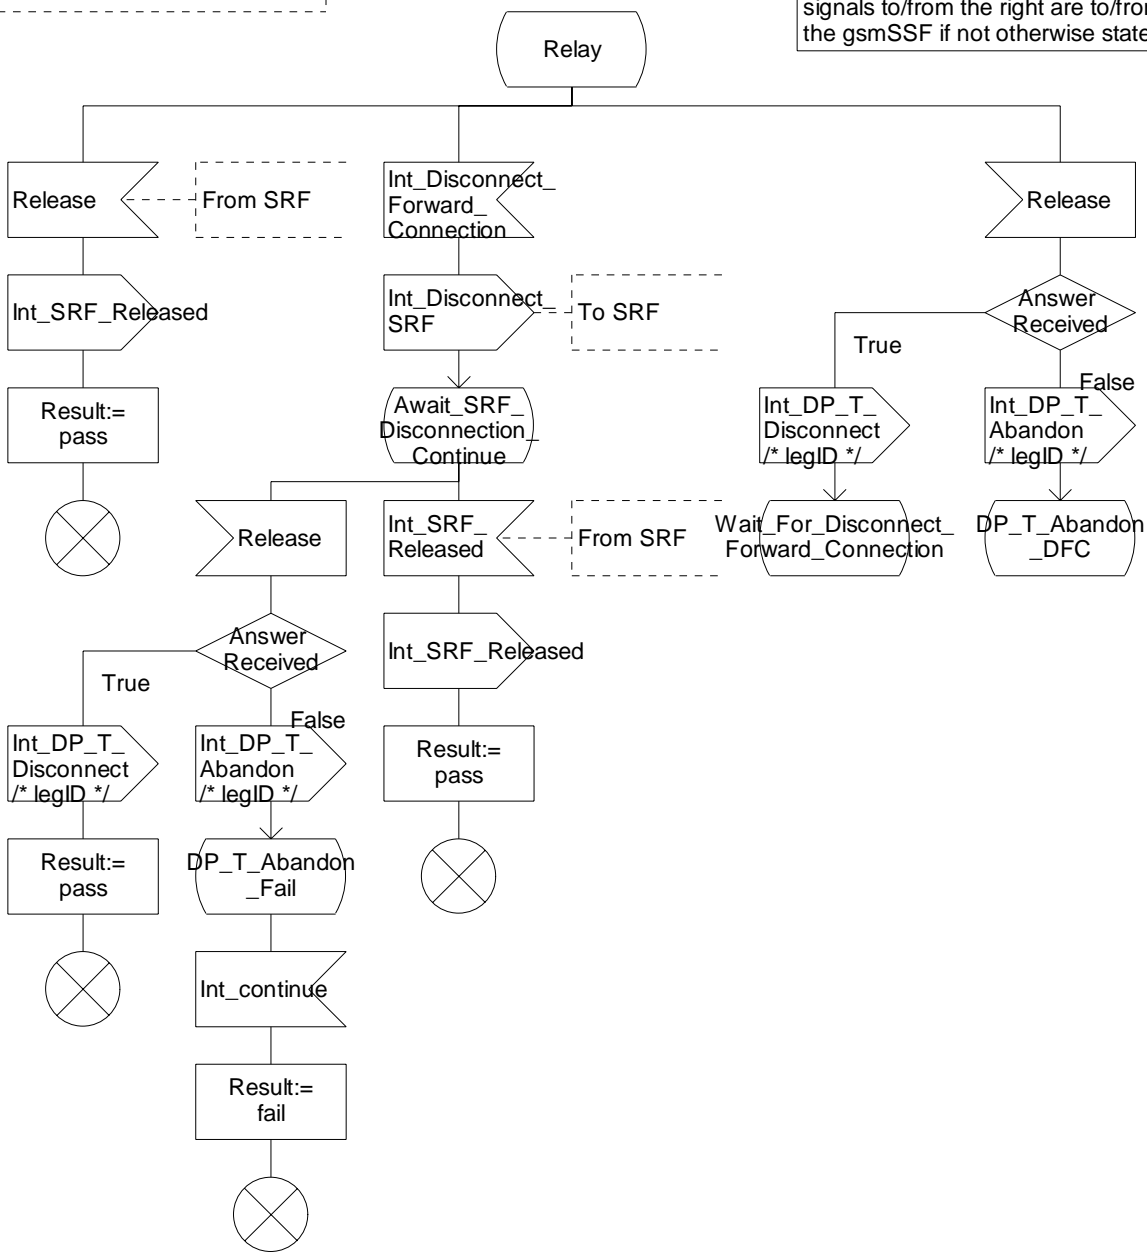 signals to/from the right are to/from
the gsmSSF if not otherwise state
Relay
Release
From SRF
Int_Disconnect_
Forward_
Connection
Release
Int_SRF_Released
Int_Disconnect_
SRF
To SRF
Answer
Received
True
False
Result:=
pass
Await_SRF_
Disconnection_
Continue
Int_DP_T_
Disconnect
/* legID */
Int_DP_T_
Abandon
/* legID */
Release
Int_SRF_
Released
From SRF
Wait_For_Disconnect_
Forward_Connection
DP_T_Abandon
_DFC
Answer
Received
True
False
Int_SRF_Released
Int_DP_T_
Disconnect
/* legID */
Int_DP_T_
Abandon
/* legID */
Result:=
pass
Result:=
pass
DP_T_Abandon
_Fail
Int_continue
Result:=
fail